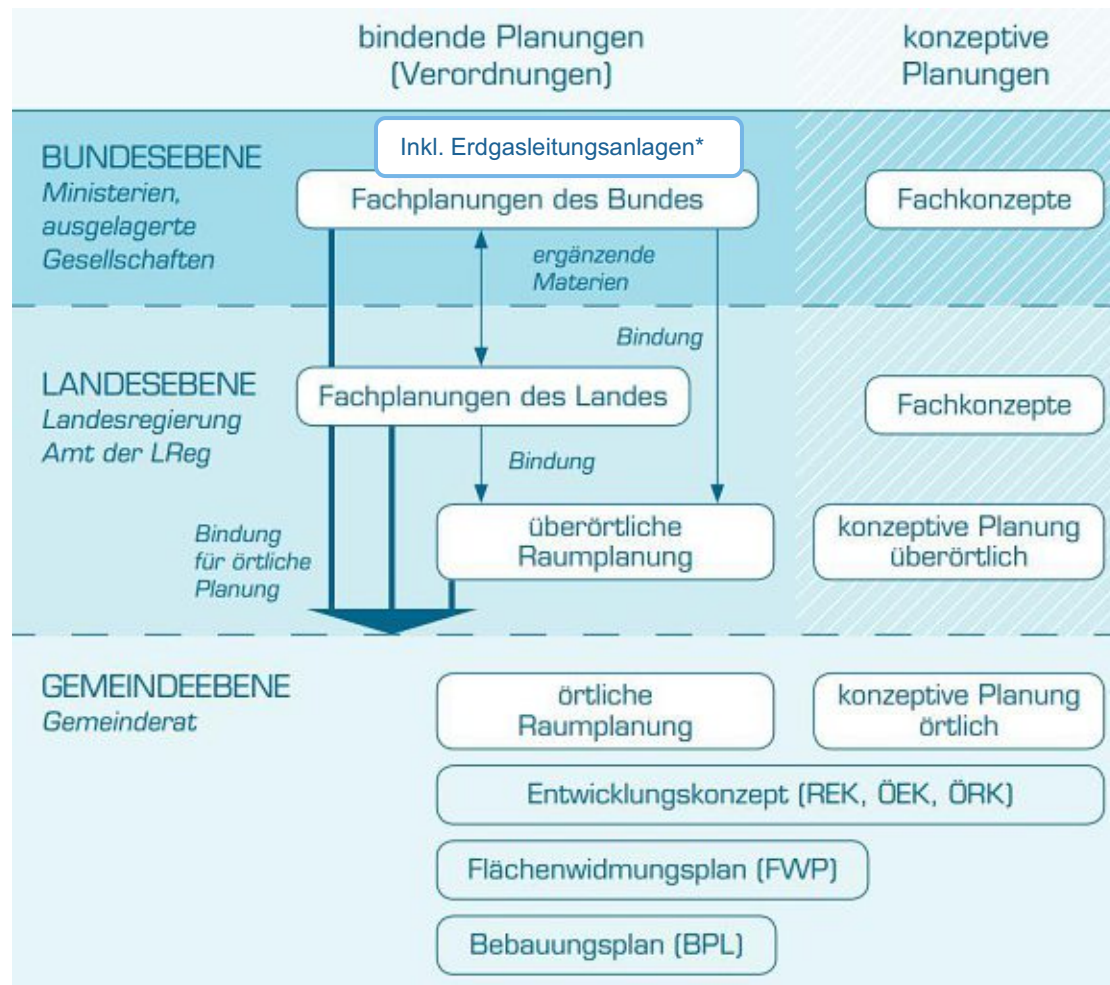 bindende Planungen
(Verordnungen)
konzeptive
Planungen
BUNDESEBENE
Ministerien,
ausgelagerte
Gesellschaften
Inkl. Erdgasleitungsanlagen*
Fachplanungen des Bundes
Fachkonzepte
ergänzende
Materien
Bindung
LANDESEBENE
Landesregierung
Amt der LReg
Fachplanungen des Landes
Fachkonzepte
Bindung
Bindung
für örtliche
Planung
überörtliche
Raumplanung
konzeptive Planung
überörtlich
GEMEINDEEBENE
Gemeinderat
örtliche
Raumplanung
konzeptive Planung
örtlich
Entwicklungskonzept (REK, ÖEK, ÖRK)
Flächenwidmungsplan (FWP)
Bebauungsplan (BPL)